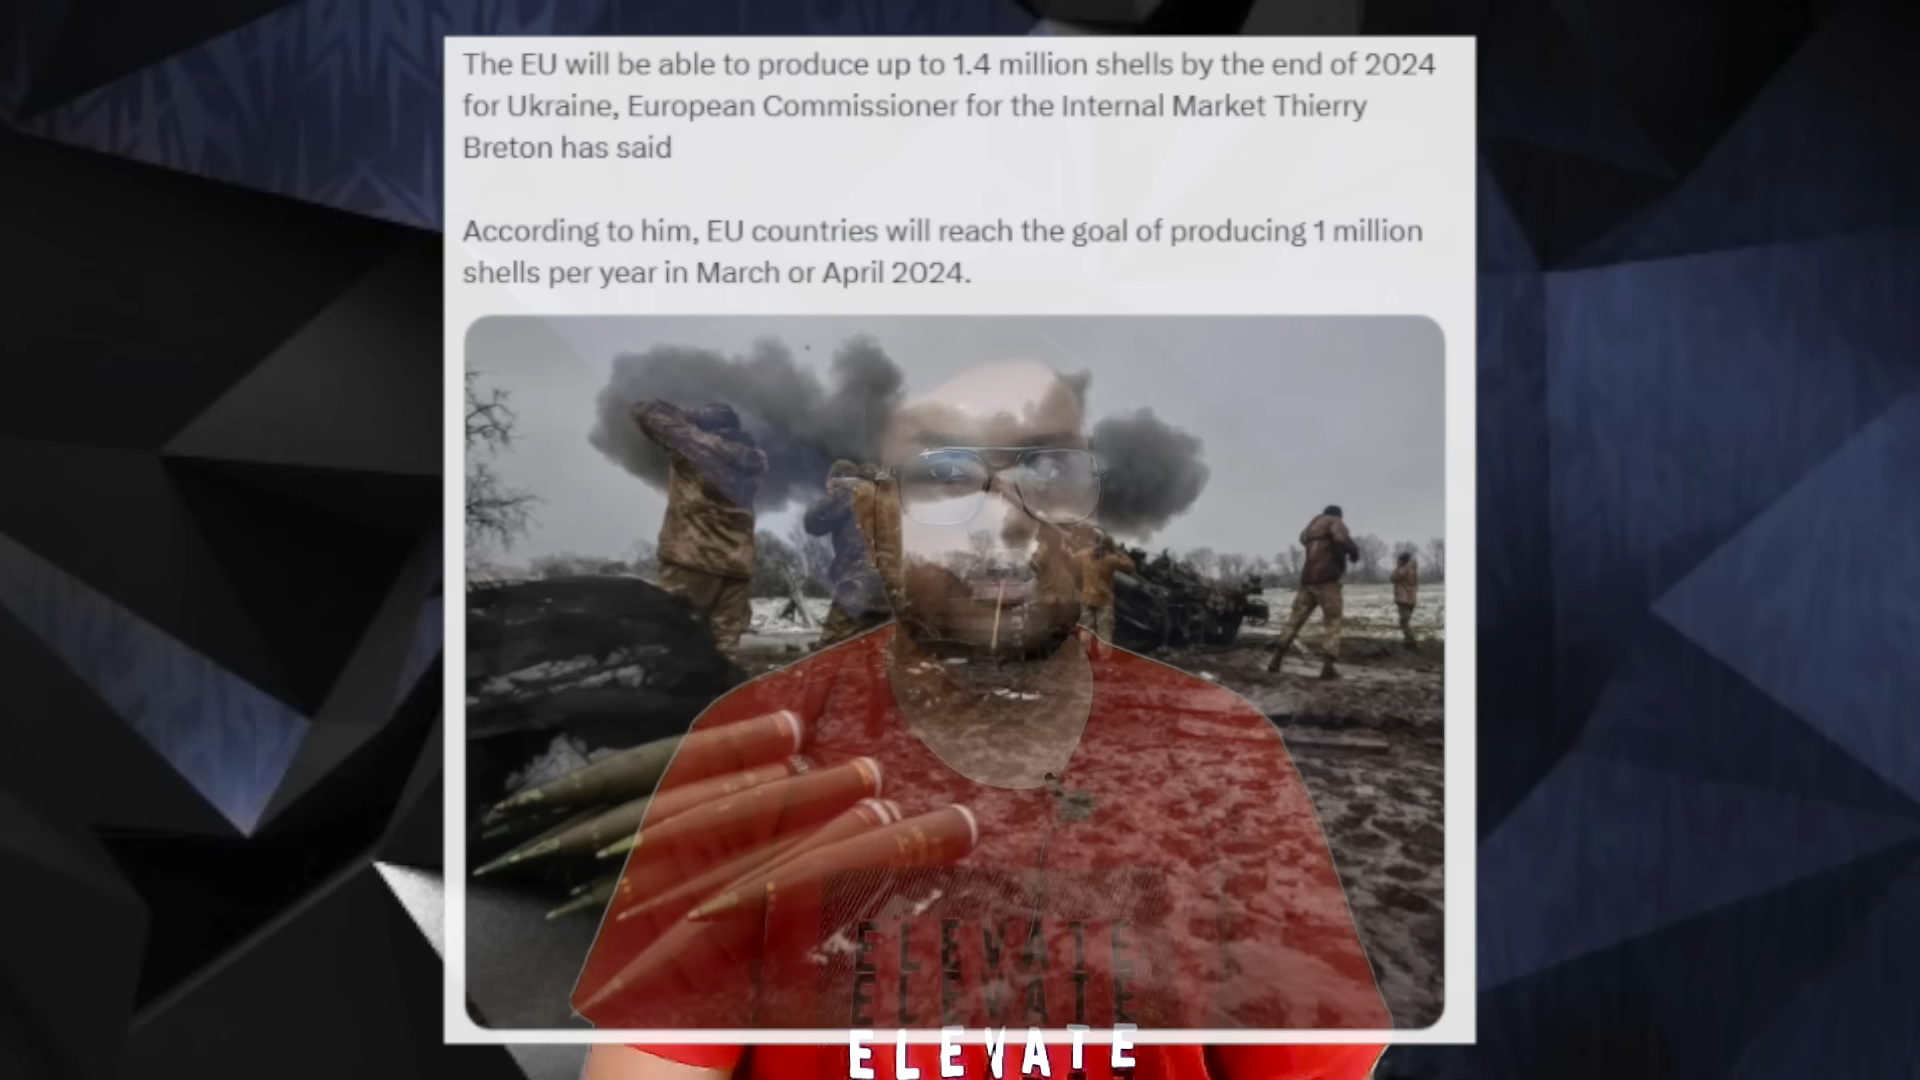 The EU will be able to produce up to 1.4 million shells by the end of 2024
for Ukraine, European Commissioner for the Internal Market Thierry
Breton has said
According to him, EU countries will reach the goal of producing 1 million
shells per year in March or April 2024.
ELEVATE
ELEVATE
ELEVATE